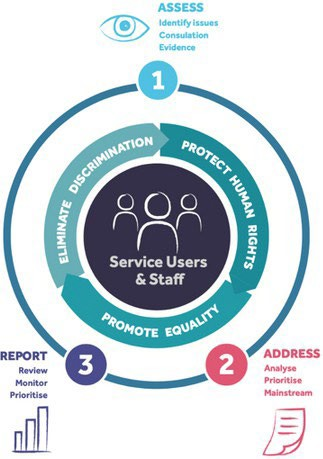 ASSESS
Identify issues
Consulation
Evidence
1
ELIMINATE DISCRIMINATION
PROTECT HUMAN RIGHTS
Service Users
& Staff
PROMOTE EQUALITY
REPORT
Review
Monitor
Prioritise
3
2
ADDRESS
Analyse
Prioritise
Mainstream